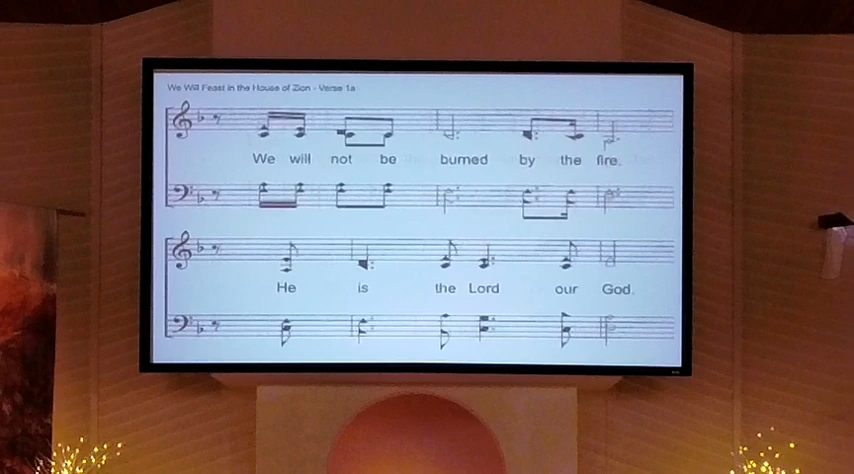 We Will Feast in the House of Zion - Verse 1a
We will not be burned by the fire.
He is the Lord our God.